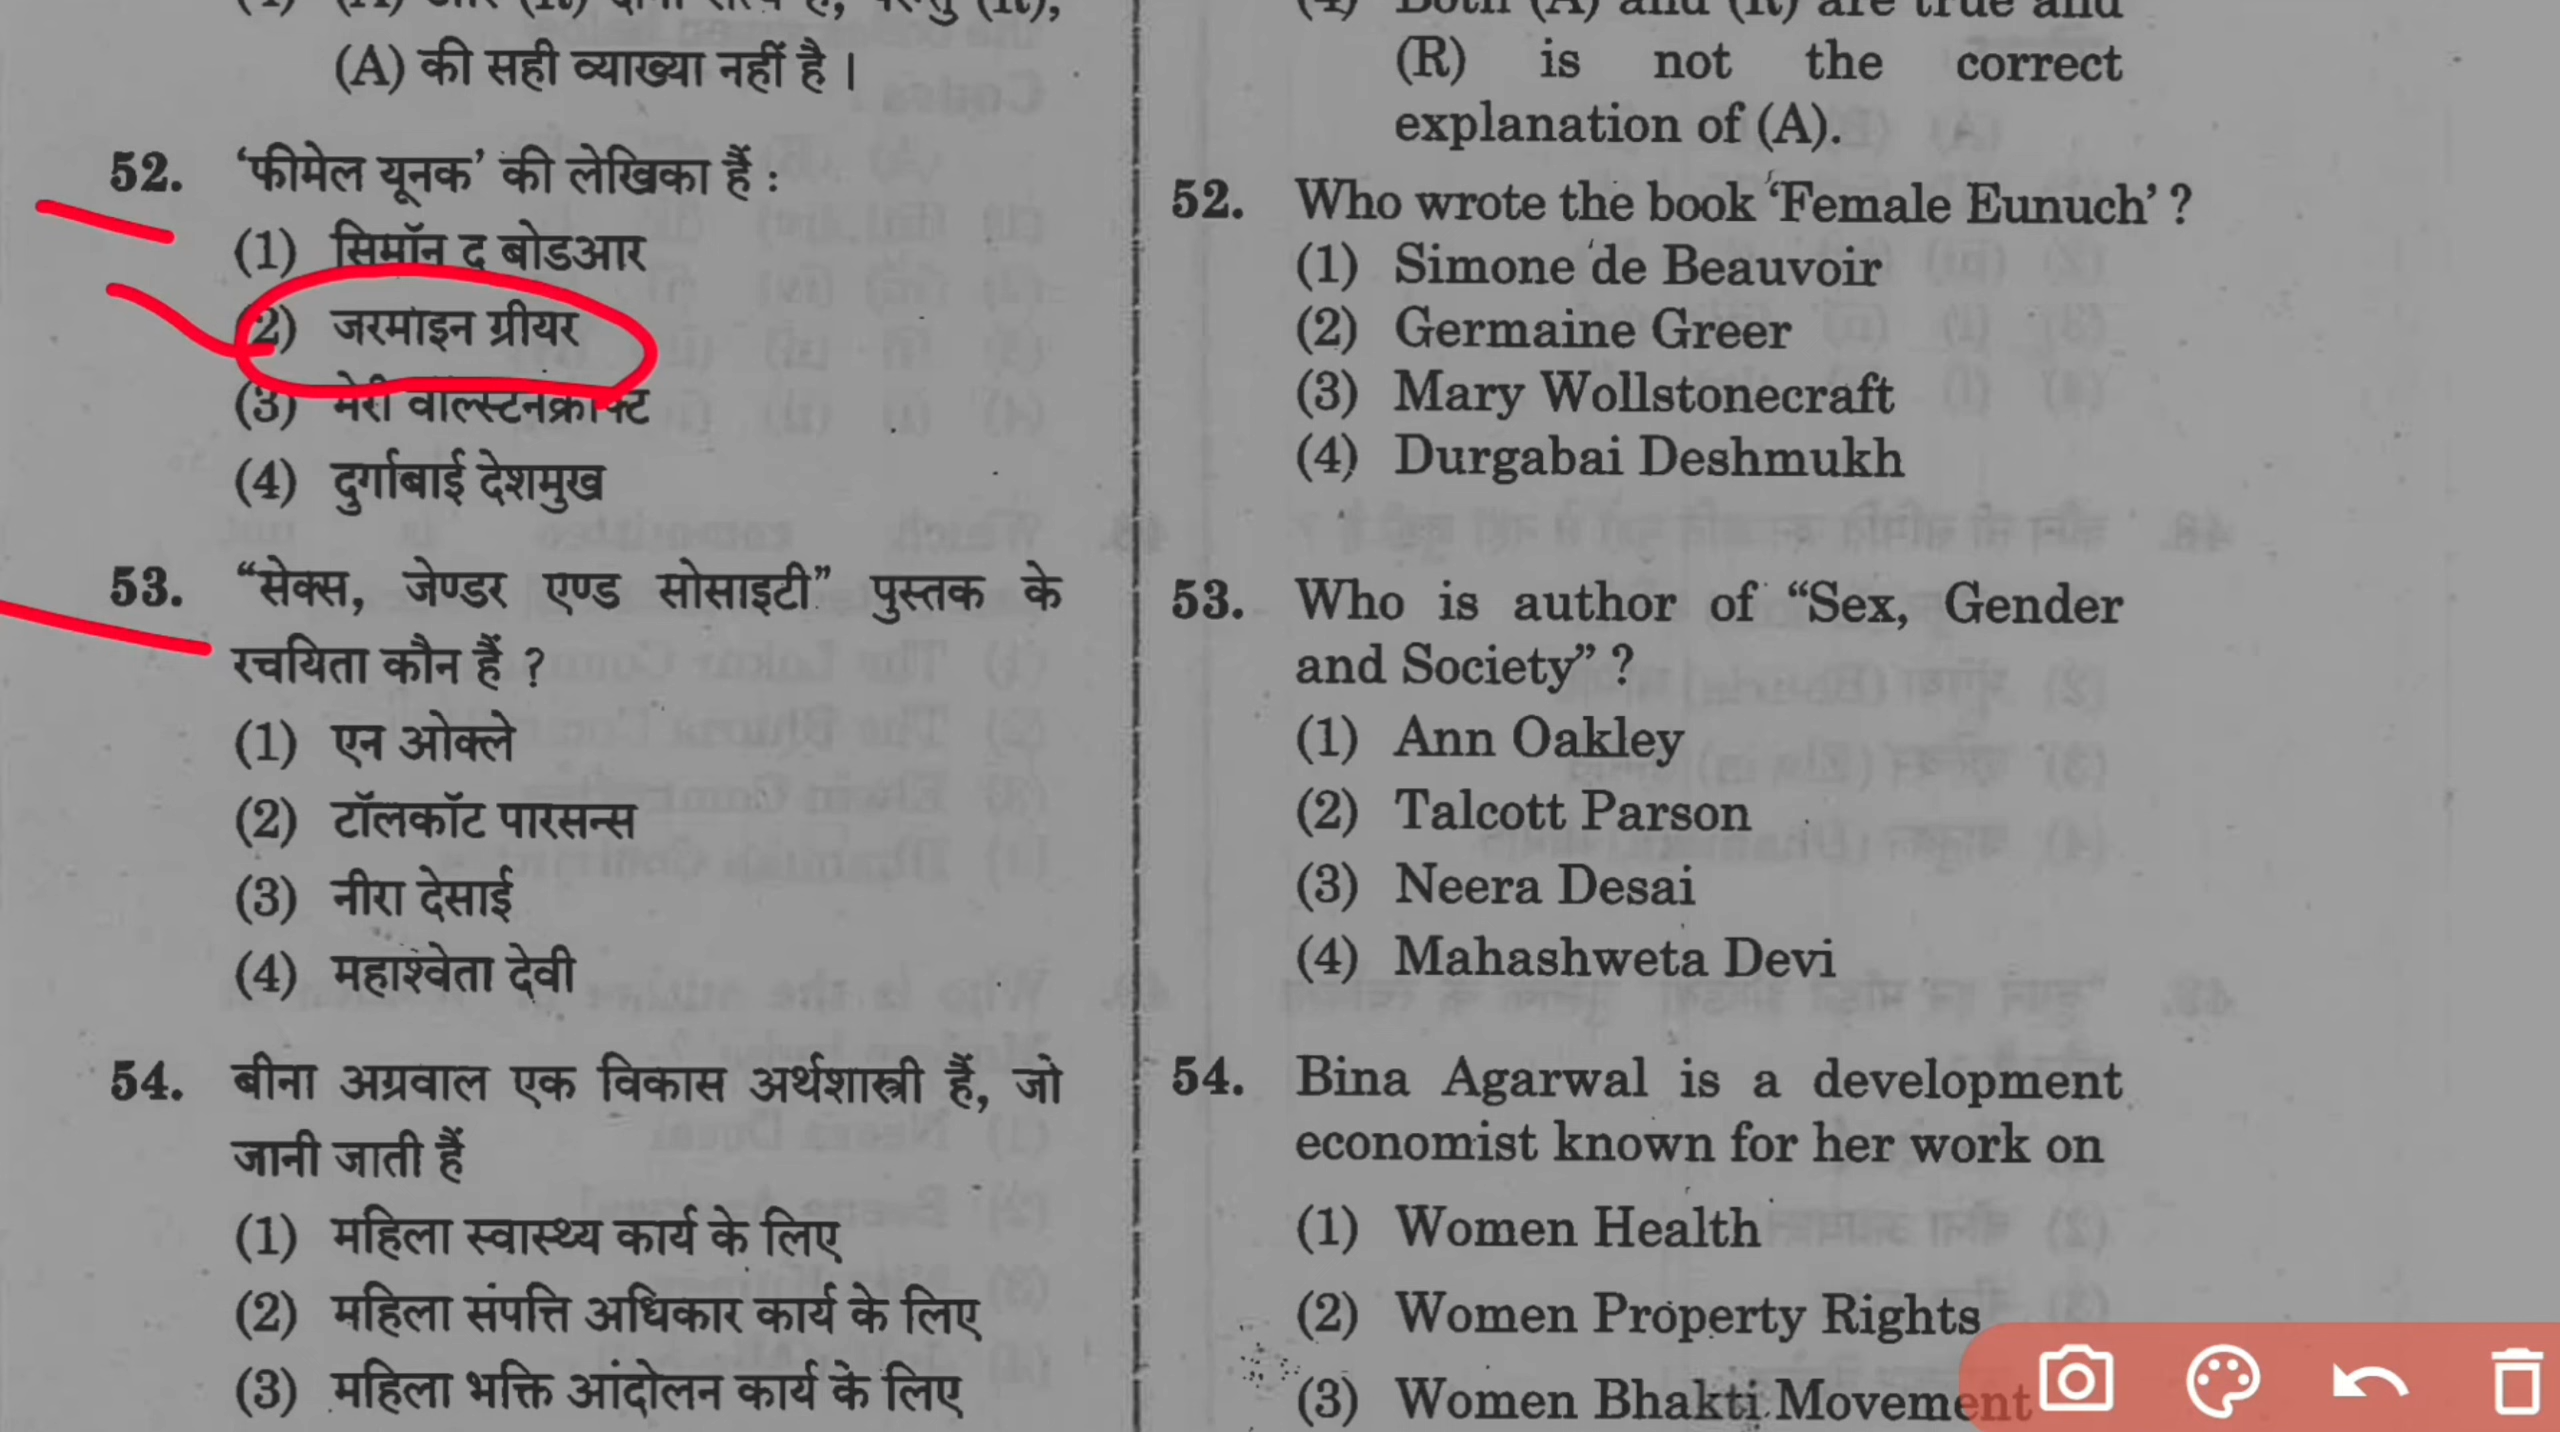 (A) की सही व्याख्या नहीं है ।
52. ‘फीमेल यूनक’ की लेखिका हैं :
(1) सिमॉन द बोडआर
(2) जरमाइन ग्रीयर
(3) मेरी वाल्स्टनक्राफ्ट
(4) दुर्गाबाई देशमुख
53. “सेक्स, जेण्डर एण्ड सोसाइटी” पुस्तक के
रचयिता कौन हैं ?
(1) एन ओक्ले
(2) टॉलकॉट पारसन्स
(3) नीरा देसाई
(4) महाश्वेता देवी
54. बीना अग्रवाल एक विकास अर्थशास्त्री हैं, जो
जानी जाती हैं
(1) महिला स्वास्थ्य कार्य के लिए
(2) महिला संपत्ति अधिकार कार्य के लिए
(3) महिला भक्ति आंदोलन कार्य के लिए
(4) Both (A) and (R) are true and
(R) is not the correct
explanation of (A).
52. Who wrote the book ‘Female Eunuch’ ?
(1) Simone de Beauvoir
(2) Germaine Greer
(3) Mary Wollstonecraft
(4) Durgabai Deshmukh
53. Who is author of “Sex, Gender
and Society” ?
(1) Ann Oakley
(2) Talcott Parson
(3) Neera Desai
(4) Mahashweta Devi
54. Bina Agarwal is a development
economist known for her work on
(1) Women Health
(2) Women Property Rights
(3) Women Bhakti Movement